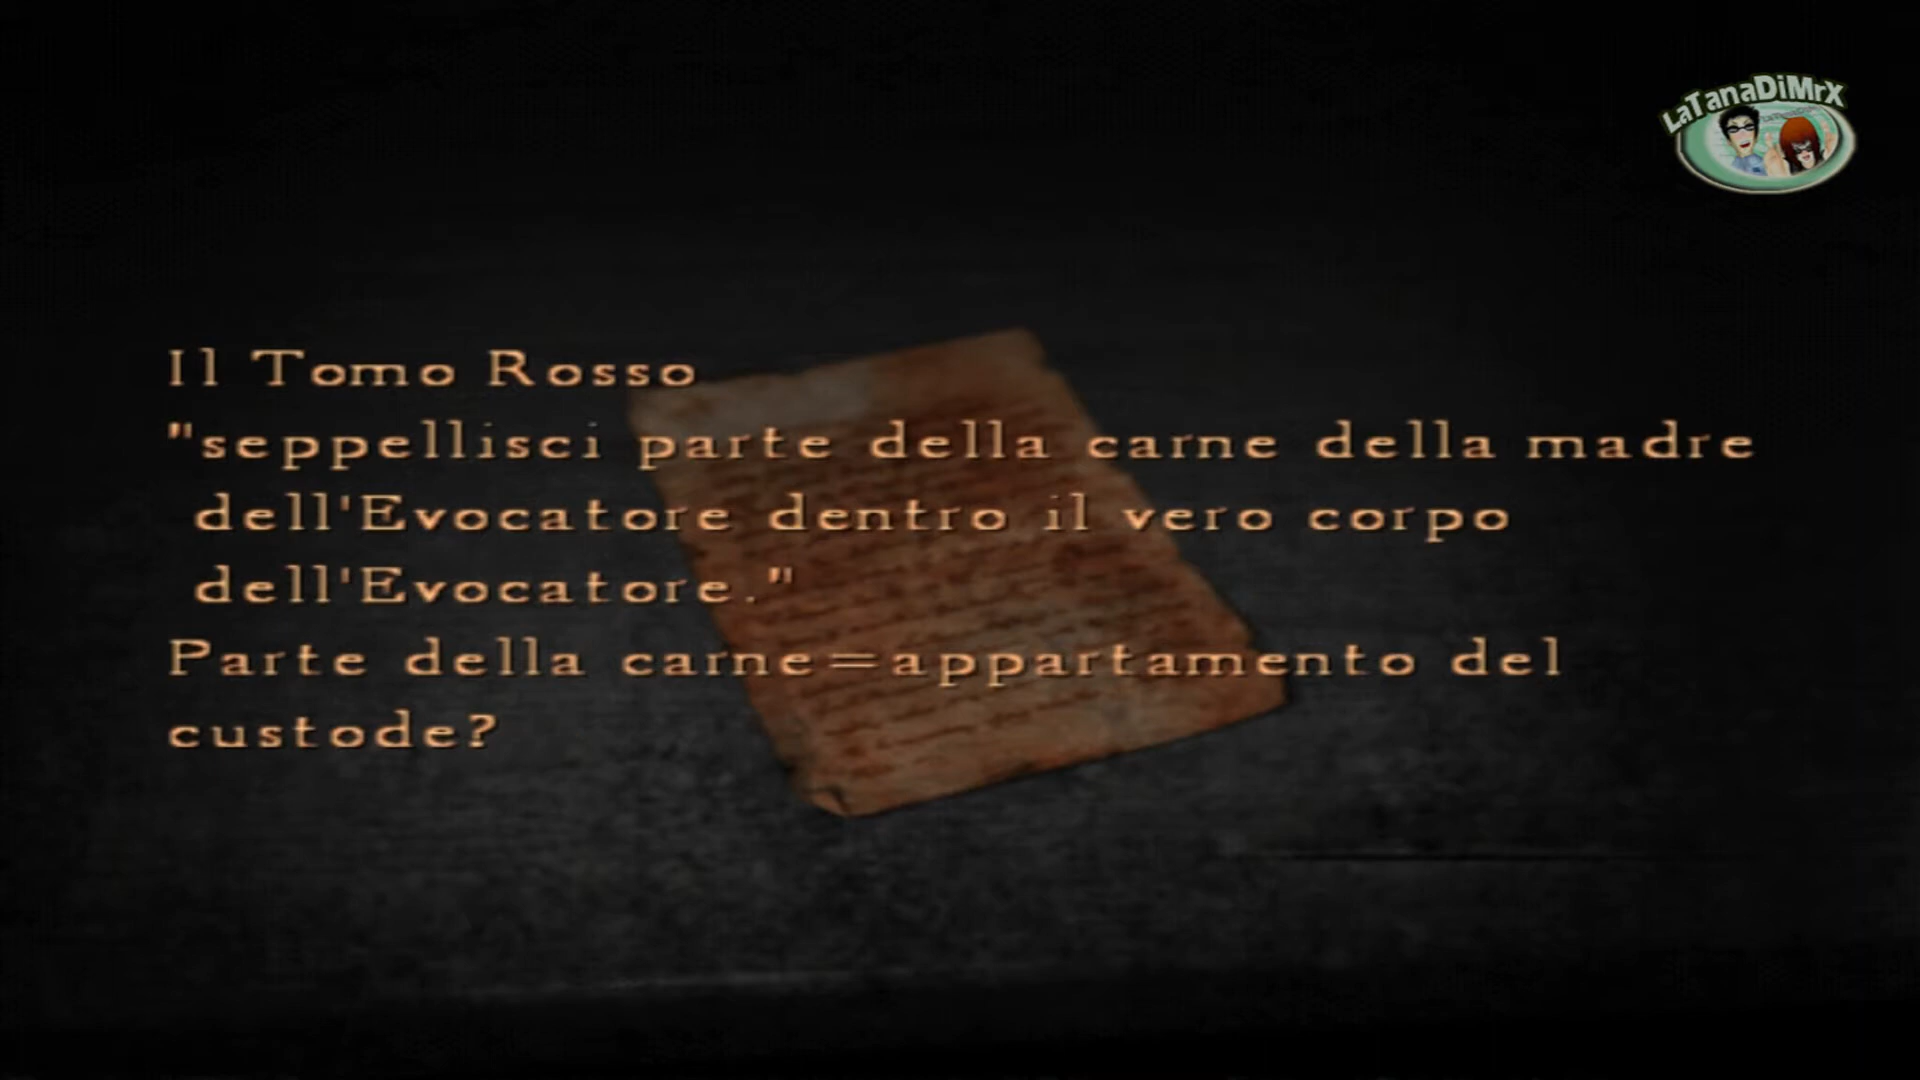 LaTanaDiMrX
Il Tomo Rosso
"seppellisci parte della carne della madre
dell'Evocatore dentro il vero corpo
dell'Evocatore."
Parte della carne=appartamento del
custode?